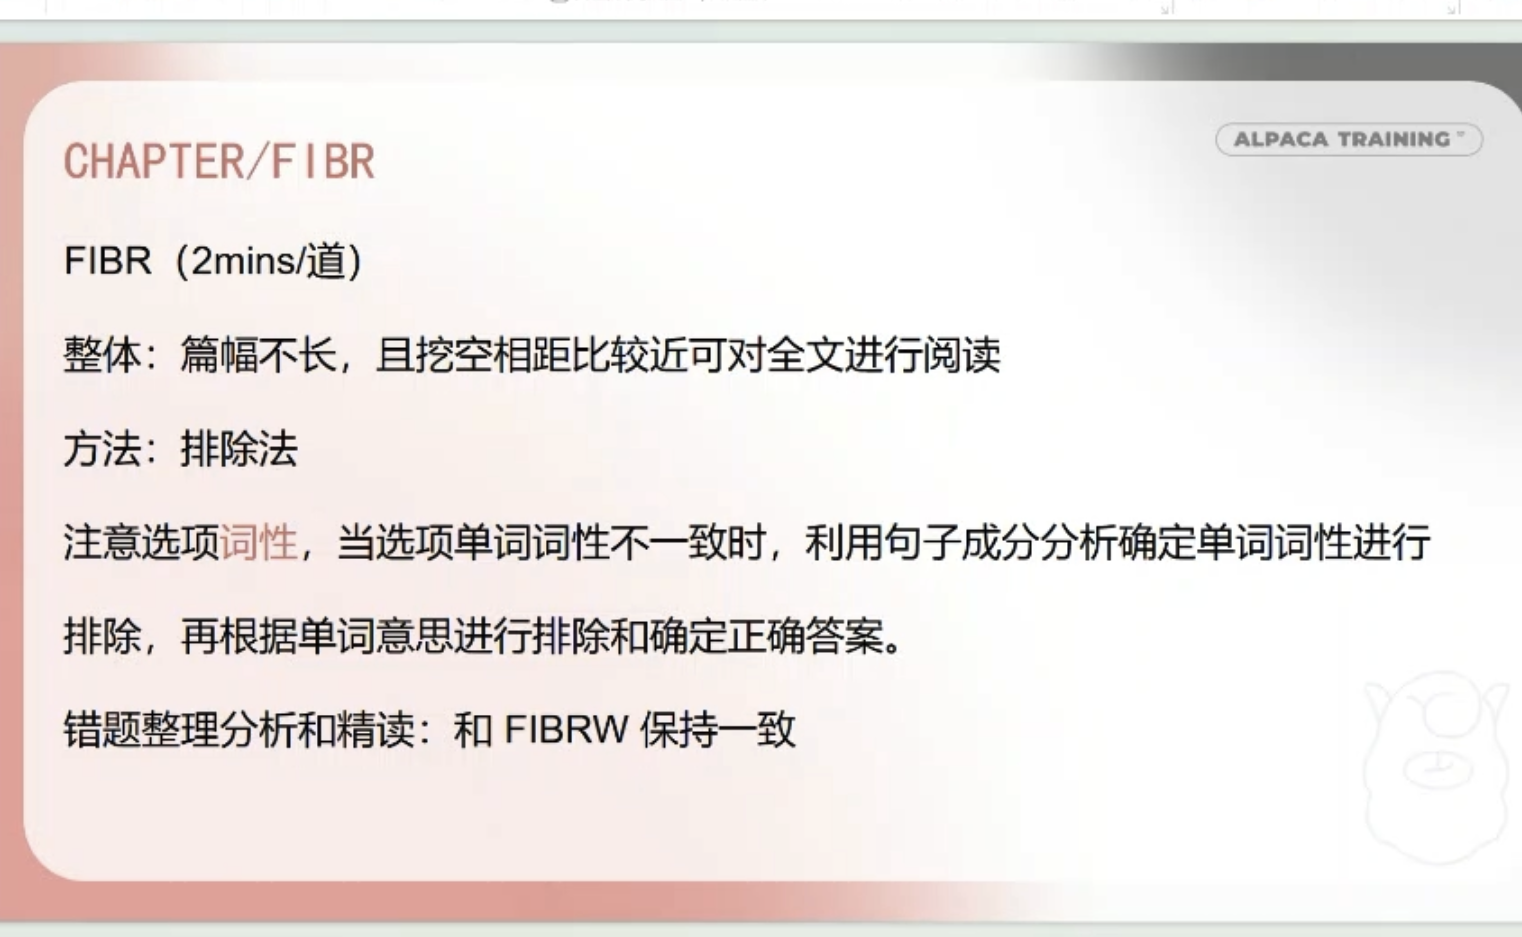 CHAPTER/FIBR
ALPACA TRAINING™
FIBR（2mins/道）
整体：篇幅不长，且挖空相距比较近可对全文进行阅读
方法：排除法
注意选项词性，当选项单词词性不一致时，利用句子成分分析确定单词词性进行
排除，再根据单词意思进行排除和确定正确答案。
错题整理分析和精读：和 FIBRW 保持一致